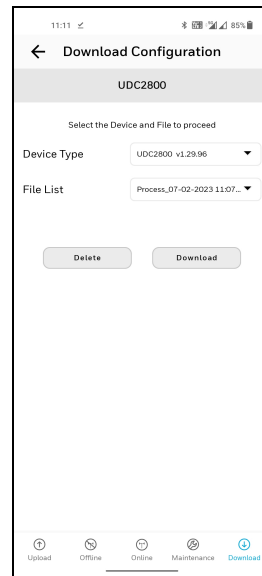 11:11
85%
Download Configuration
UDC2800
Select the Device and File to proceed
Device Type
UDC2800 v1.29.96
File List
Process_07-02-2023 11:07...
Delete
Download
Upload
Offline
Online
Maintenance
Download